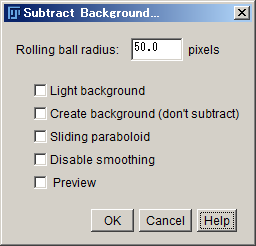 Subtract Background...
Rolling ball radius: 50.0 pixels
Light background
Create background (don't subtract)
Sliding paraboloid
Disable smoothing
Preview
OK Cancel Help